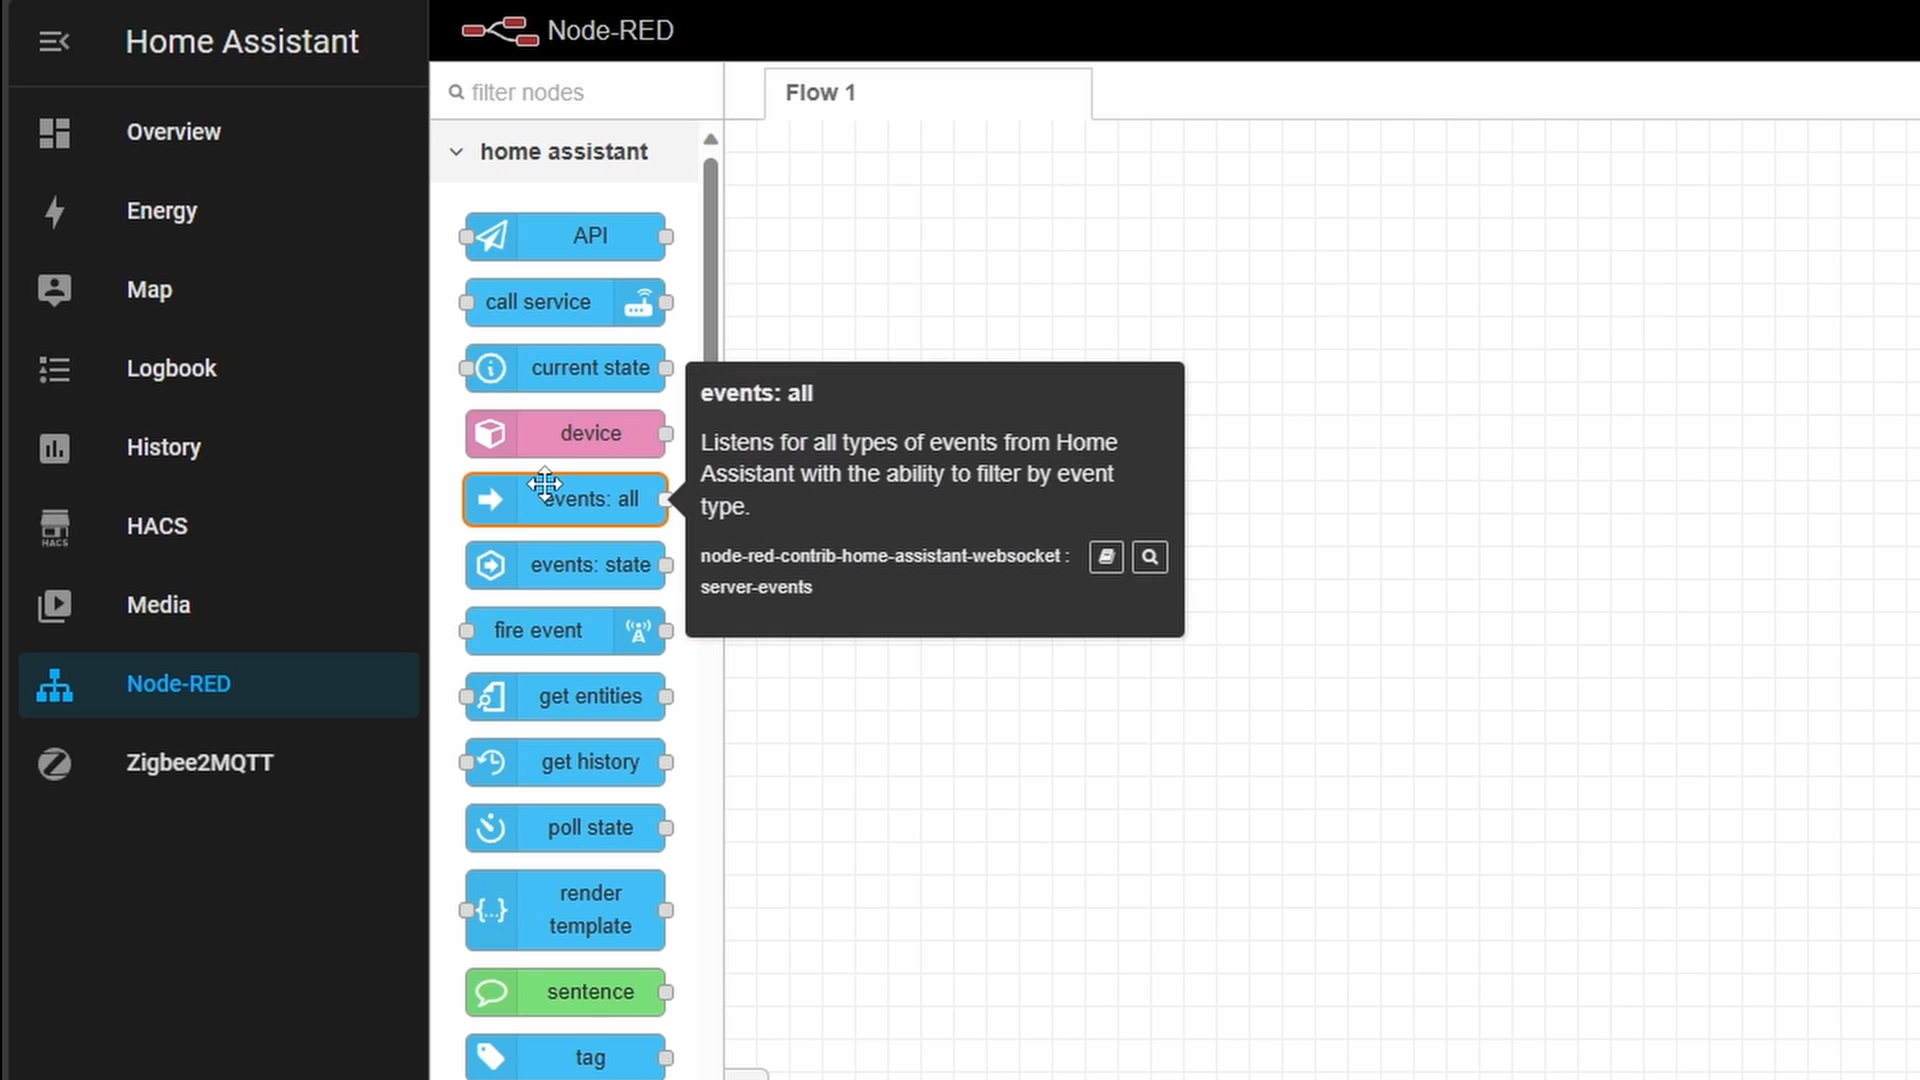 Home Assistant
Overview
Energy
Map
Logbook
History
HACS
HACS
Media
Node-RED
Zigbee2MQTT
Node-RED
filter nodes
Flow 1
home assistant
API
call service
current state
device
events: all
events: state
fire event
get entities
get history
poll state
{...}
render
template
sentence
tag
events: all
Listens for all types of events from Home
Assistant with the ability to filter by event
type.
node-red-contrib-home-assistant-websocket :
server-events